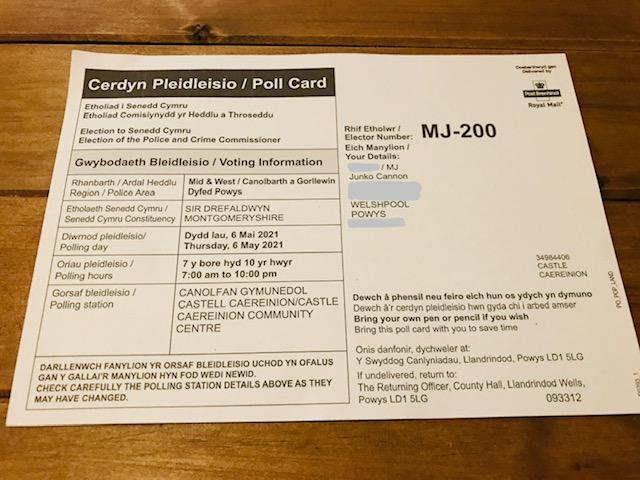 Cerdyn Pleidleisio / Poll Card
Etholiad i Senedd Cymru
Etholiad Comisiynydd yr Heddlu a Throseddu
Election to Senedd Cymru
Election of the Police and Crime Commissioner
Gwybodaeth Bleidleisio / Voting Information
Rhanbarth / Ardal Heddlu
Region / Police Area
Mid & West / Canolbarth a Gorllewin
Dyfed Powys
Etholaeth Senedd Cymru /
Senedd Cymru Constituency
SIR DREFALDWYN
MONTGOMERYSHIRE
Diwrnod pleidleisio/
Polling day
Dydd Iau, 6 Mai 2021
Thursday, 6 May 2021
Oriau pleidleisio /
Polling hours
7 y bore hyd 10 yr hwyr
7:00 am to 10:00 pm
Gorsaf bleidleisio /
Polling station
CANOLFAN GYMUNEDOL
CASTELL CAEREINION/CASTLE
CAEREINION COMMUNITY
CENTRE
DARLLENWCH FANYLION YR ORSAF BLEIDLEISIO UCHOD YN OFALUS
GAN Y GALLAI'R MANYLION HYN FOD WEDI NEWID.
CHECK CAREFULLY THE POLLING STATION DETAILS ABOVE AS THEY
MAY HAVE CHANGED.
Dosbarthwyd gan
Delivered by
Post Brenhinol
Royal Mail
Rhif Etholwr /
Elector Number:
MJ-200
Eich Manylion /
Your Details:
/ MJ
Junko Cannon
WELSHPOOL
POWYS
34984406
CASTLE
CAEREINION
Dewch â phensil neu feiro eich hun os ydych yn dymuno
Dewch â'r cerdyn pleidleisio hwn gyda chi i arbed amser
Bring your own pen or pencil if you wish
Bring this poll card with you to save time
Onis danfonir, dychweler at:
Y Swyddog Canlyniadau, Llandrindod, Powys LD1 5LG
If undelivered, return to:
The Returning Officer, County Hall, Llandrindod Wells,
Powys LD1 5LG
093312